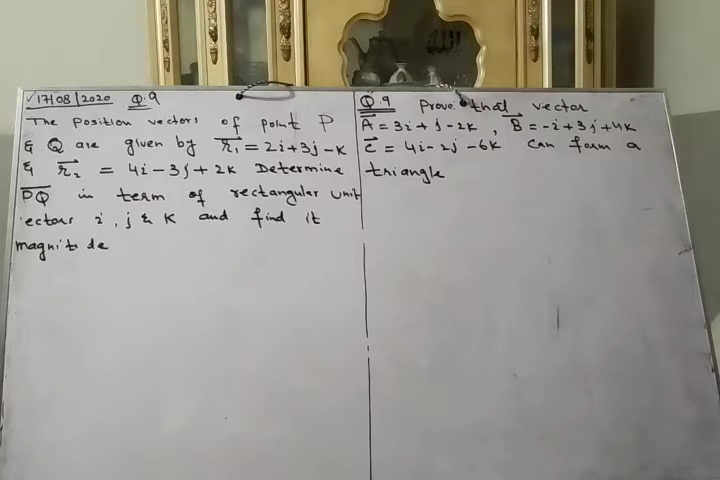 17/08/2020 Q.9
The Position vectors of point P
& Q are given by r₁ = 2i+3j-k
& r₂ = 4i-3j+2k Determine
PQ in term of rectangular unit
vectors i, j & k and find it
magnitde
Q.9 Prove that vector
A = 3i+j-2k, B = -i+3j+4k
C = 4i-2j-6k can form a
triangle